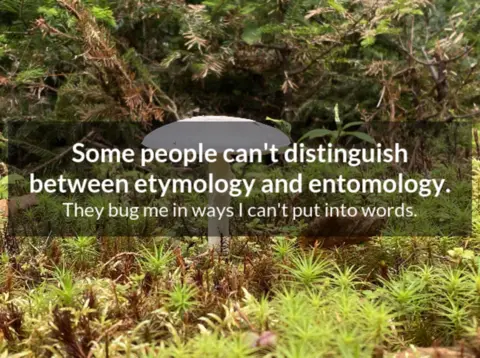 Some people can't distinguish
between etymology and entomology.
They bug me in ways I can't put into words.